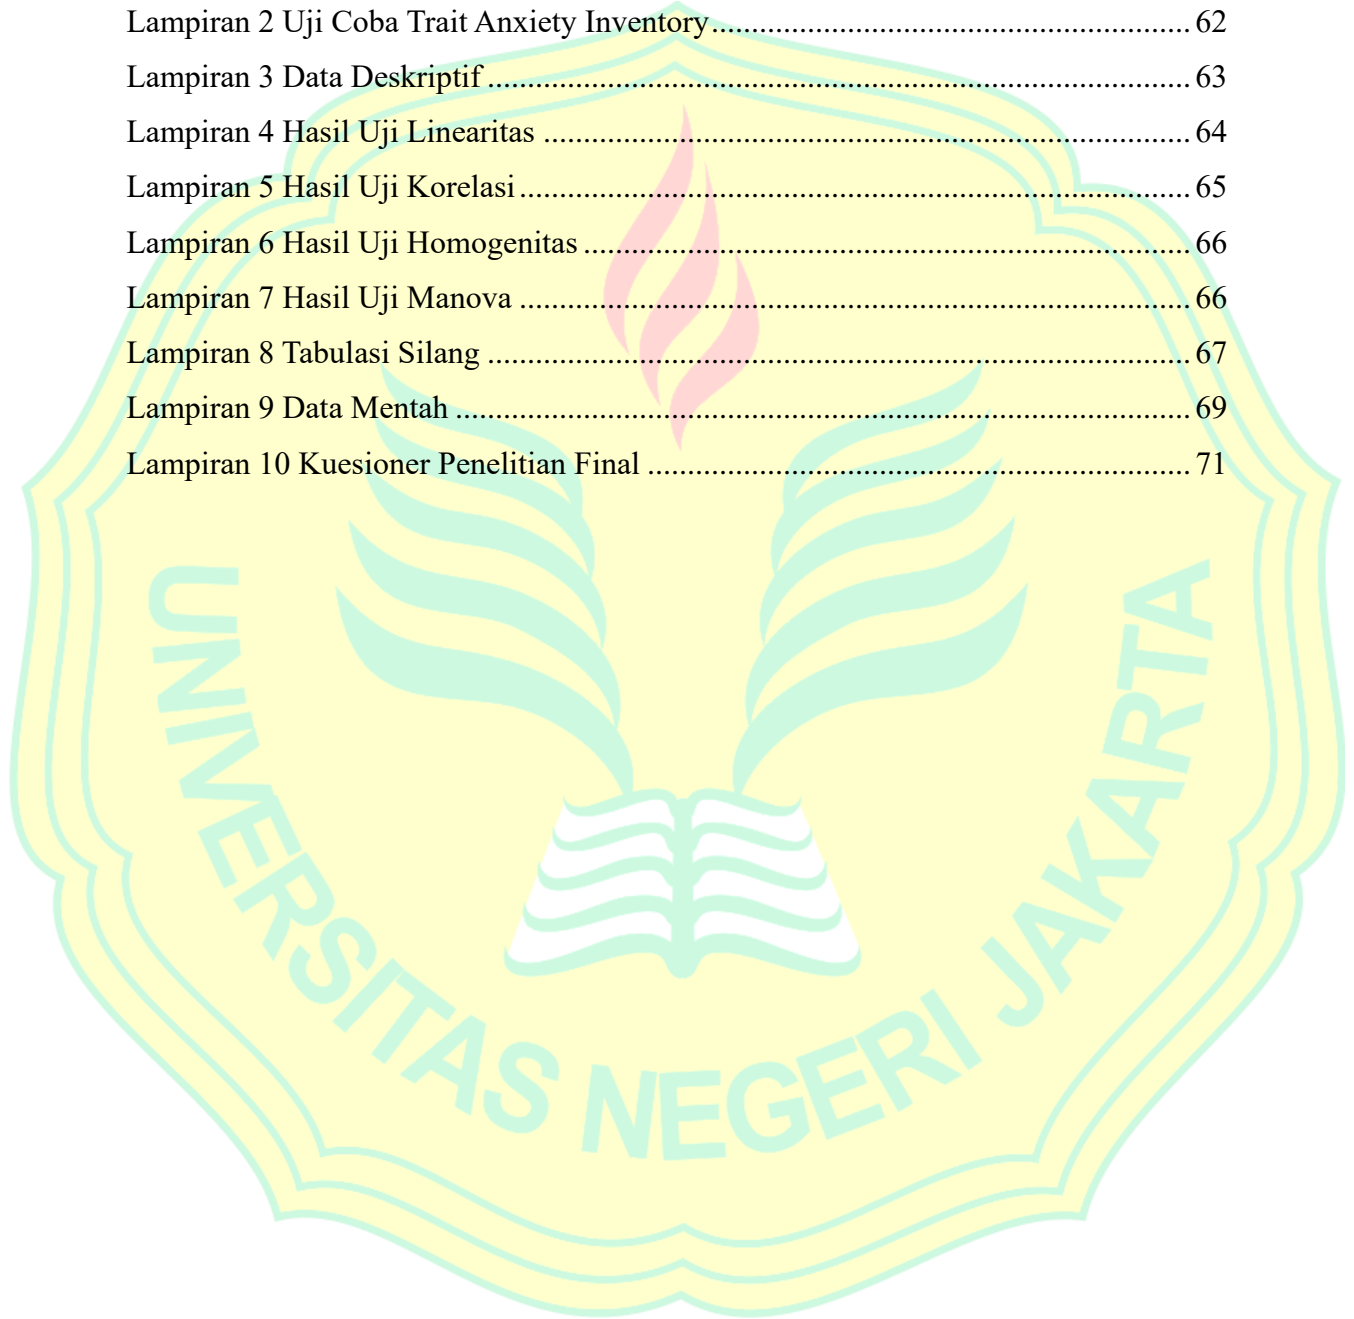 Lampiran 2 Uji Coba Trait Anxiety Inventory............................................................ 62
Lampiran 3 Data Deskriptif ........................................................................................ 63
Lampiran 4 Hasil Uji Linearitas ................................................................................. 64
Lampiran 5 Hasil Uji Korelasi .................................................................................... 65
Lampiran 6 Hasil Uji Homogenitas ............................................................................ 66
Lampiran 7 Hasil Uji Manova .................................................................................... 66
Lampiran 8 Tabulasi Silang ........................................................................................ 67
Lampiran 9 Data Mentah ............................................................................................ 69
Lampiran 10 Kuesioner Penelitian Final .................................................................... 71
UNIVERSITAS NEGERI JAKARTA